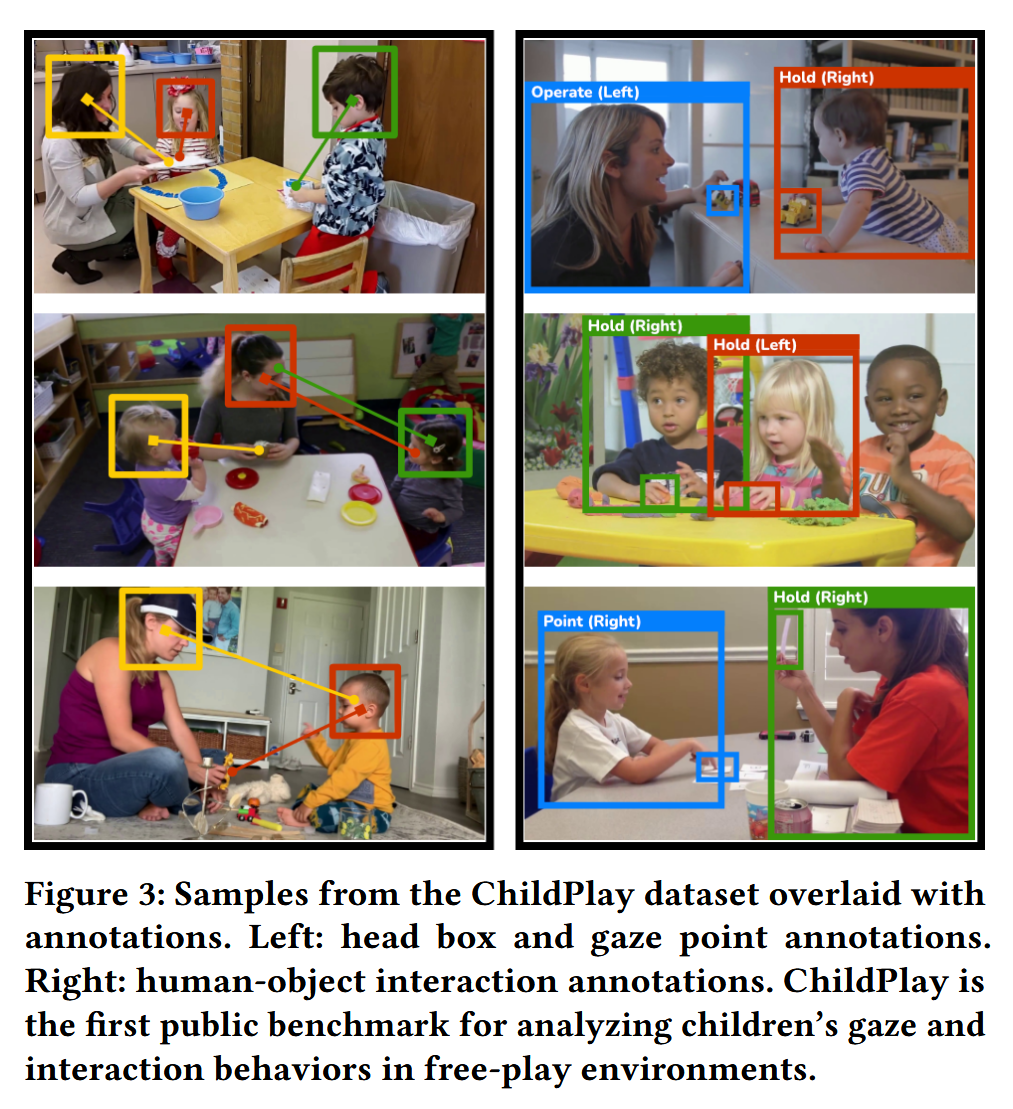 Operate (Left)
Hold (Right)
Hold (Right)
Hold (Left)
Point (Right)
Hold (Right)
Figure 3: Samples from the ChildPlay dataset overlaid with
annotations. Left: head box and gaze point annotations.
Right: human-object interaction annotations. ChildPlay is
the first public benchmark for analyzing children’s gaze and
interaction behaviors in free-play environments.